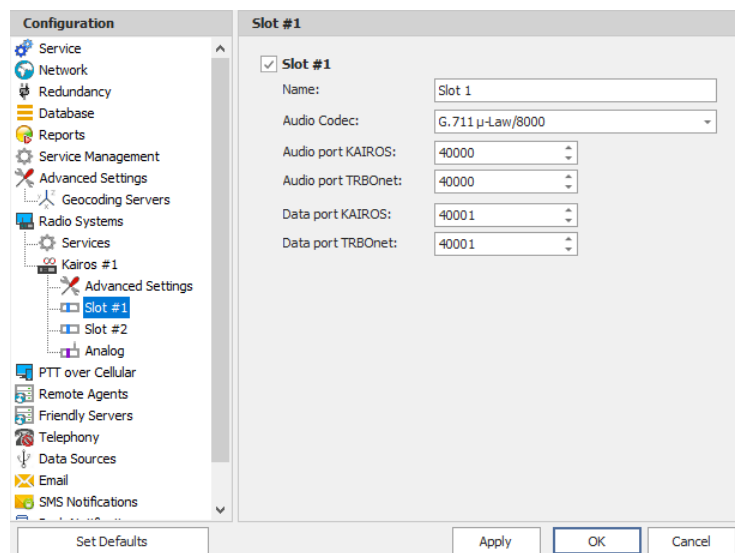 Configuration
Service
Network
Redundancy
Database
Reports
Service Management
Advanced Settings
Geocoding Servers
Radio Systems
Services
Kairos #1
Advanced Settings
Slot #1
Slot #2
Analog
PTT over Cellular
Remote Agents
Friendly Servers
Telephony
Data Sources
Email
SMS Notifications
Set Defaults
Slot #1
Slot #1
Name: Slot 1
Audio Codec: G.711 µ-Law/8000
Audio port KAIROS: 40000
Audio port TRBOnet: 40000
Data port KAIROS: 40001
Data port TRBOnet: 40001
Apply OK Cancel